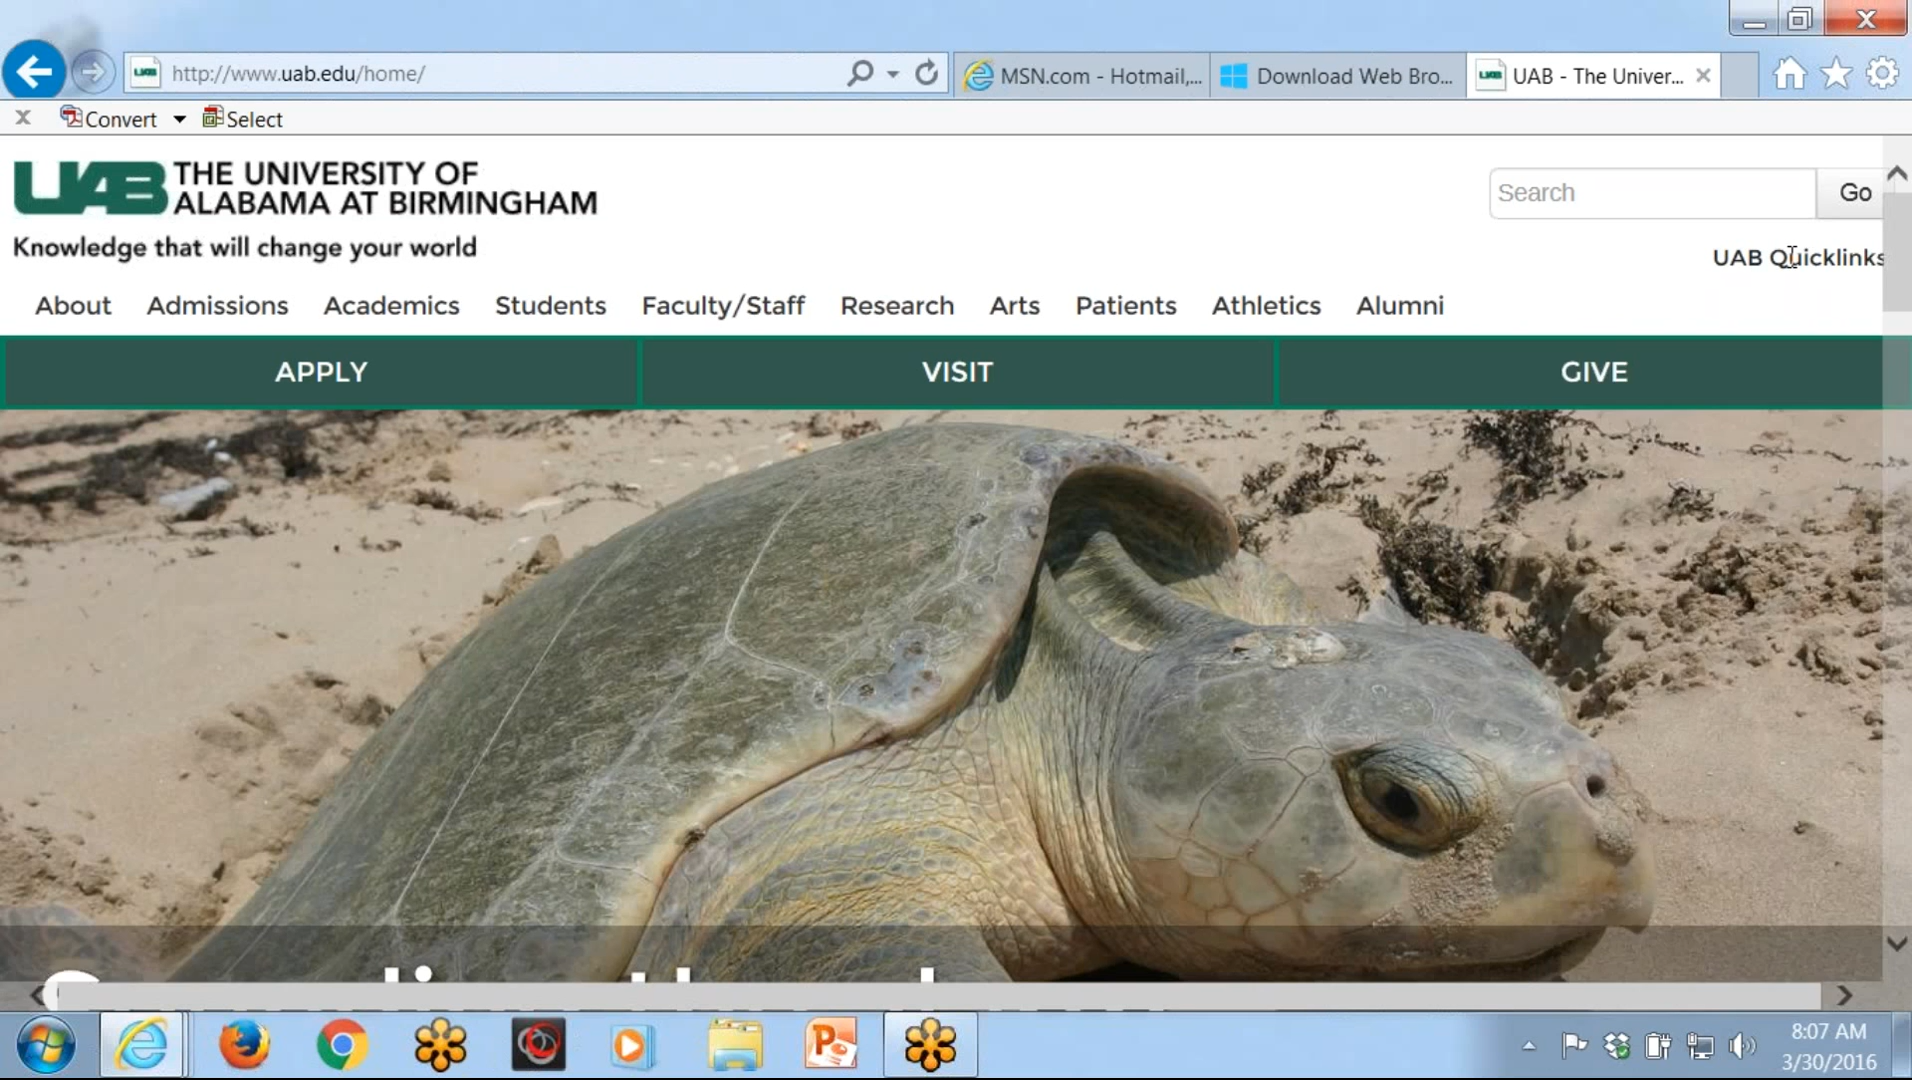 http://www.uab.edu/home/
MSN.com - Hotmail,...
Download Web Bro...
UAB - The Univer...
Convert
Select
UAB THE UNIVERSITY OF
ALABAMA AT BIRMINGHAM
Knowledge that will change your world
Search
Go
UAB Quicklinks
About Admissions Academics Students Faculty/Staff Research Arts Patients Athletics Alumni
APPLY VISIT GIVE
8:07 AM
3/30/2016